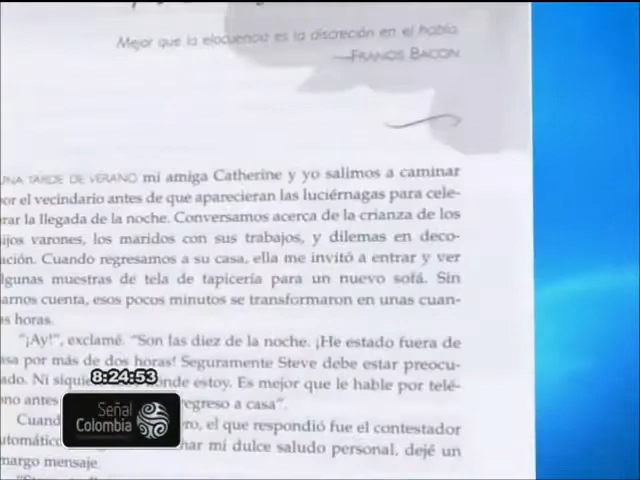 Mejor que la elocuencia es la discreción en el habla.
—FRANCIS BACON
UNA TARDE DE VERANO mi amiga Catherine y yo salimos a caminar
or el vecindario antes de que aparecieran las luciérnagas para cele-
rar la llegada de la noche. Conversamos acerca de la crianza de los
ijos varones, los maridos con sus trabajos, y dilemas en deco-
ación. Cuando regresamos a su casa, ella me invitó a entrar y ver
lgunas muestras de tela de tapicería para un nuevo sofá. Sin
arnos cuenta, esos pocos minutos se transformaron en unas cuan-
as horas.
"¡Ay!", exclamé. "Son las diez de la noche. ¡He estado fuera de
asa por más de dos horas! Seguramente Steve debe estar preocu-
ado. Ni siquie onde estoy. Es mejor que le hable por telé-
ono antes regreso a casa".
Cuand ro, el que respondió fue el contestador
utomátic har mi dulce saludo personal, dejé un
margo mensaje.
8:24:53
Señal
Colombia